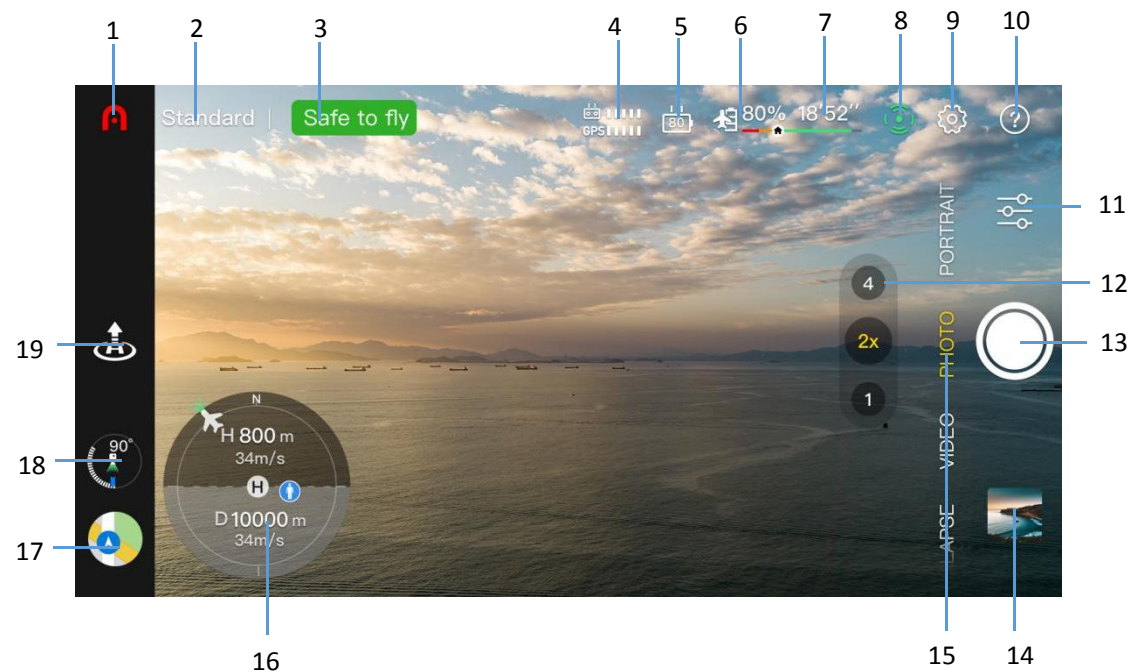 1 2 3 4 5 6 7 8 9 10
Standard | Safe to fly
GPS
80
80% 18'52''
?
PORTRAIT
11
4
12
2x
PHOTO
13
1
VIDEO
LAPSE
19
N
H 800 m
34m/s
H
D 10000 m
34m/s
90°
18
17
16
15
14